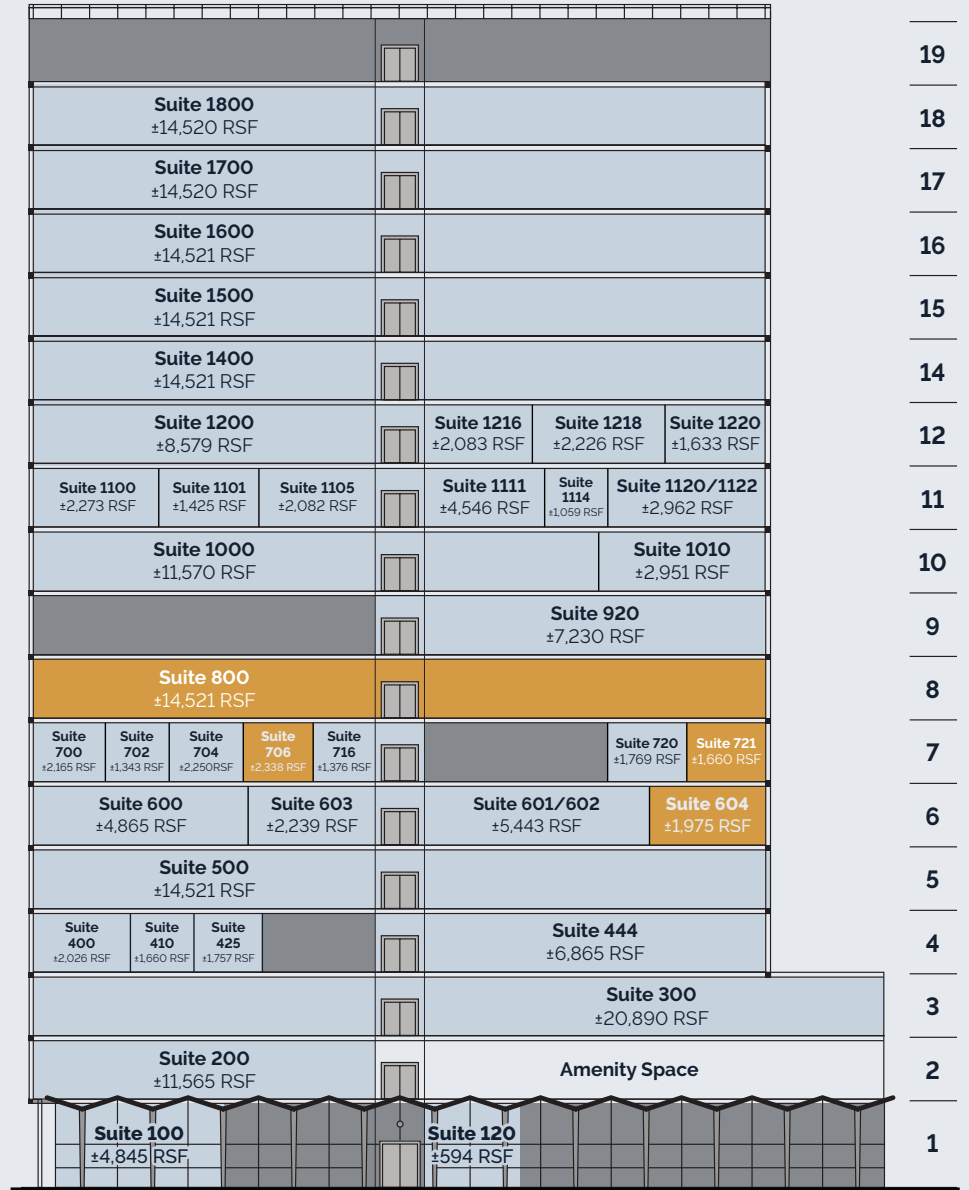 19
Suite 1800
±14,520 RSF
18
Suite 1700
±14,520 RSF
17
Suite 1600
±14,521 RSF
16
Suite 1500
±14,521 RSF
15
Suite 1400
±14,521 RSF
14
Suite 1200
±8,579 RSF
Suite 1216
±2,083 RSF
Suite 1218
±2,226 RSF
Suite 1220
±1,633 RSF
12
Suite 1100
±2,273 RSF
Suite 1101
±1,425 RSF
Suite 1105
±2,082 RSF
Suite 1111
±4,546 RSF
Suite
1114
±1,059 RSF
Suite 1120/1122
±2,962 RSF
11
Suite 1000
±11,570 RSF
Suite 1010
±2,951 RSF
10
Suite 920
±7,230 RSF
9
Suite 800
±14,521 RSF
8
Suite
700
±2,165 RSF
Suite
702
±1,343 RSF
Suite
704
±2,250RSF
Suite
706
±2,338 RSF
Suite
716
±1,376 RSF
Suite 720
±1,769 RSF
Suite 721
±1,660 RSF
7
Suite 600
±4,865 RSF
Suite 603
±2,239 RSF
Suite 601/602
±5,443 RSF
Suite 604
±1,975 RSF
6
Suite 500
±14,521 RSF
5
Suite
400
±2,026 RSF
Suite
410
±1,660 RSF
Suite
425
±1,757 RSF
Suite 444
±6,865 RSF
4
Suite 300
±20,890 RSF
3
Suite 200
±11,565 RSF
Amenity Space
2
Suite 100
±4,845 RSF
Suite 120
±594 RSF
1